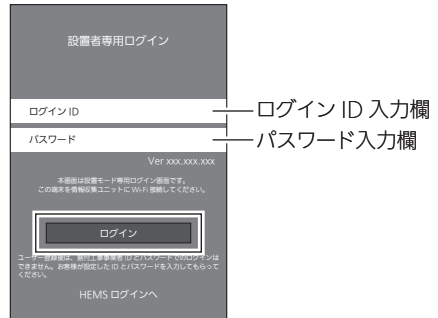 設置者専用ログイン
ログイン ID
ログイン ID 入力欄
パスワード
パスワード入力欄
Ver xxx.xxx.xxx
本画面は設置モード専用ログイン画面です。
この端末を情報収集ユニットに Wi-Fi 接続してください。
ログイン
ユーザー登録後は、据付工事事業者 ID とパスワードでのログインは
できません。お客様が設定した ID とパスワードを入力してもらって
ください。
HEMS ログインへ